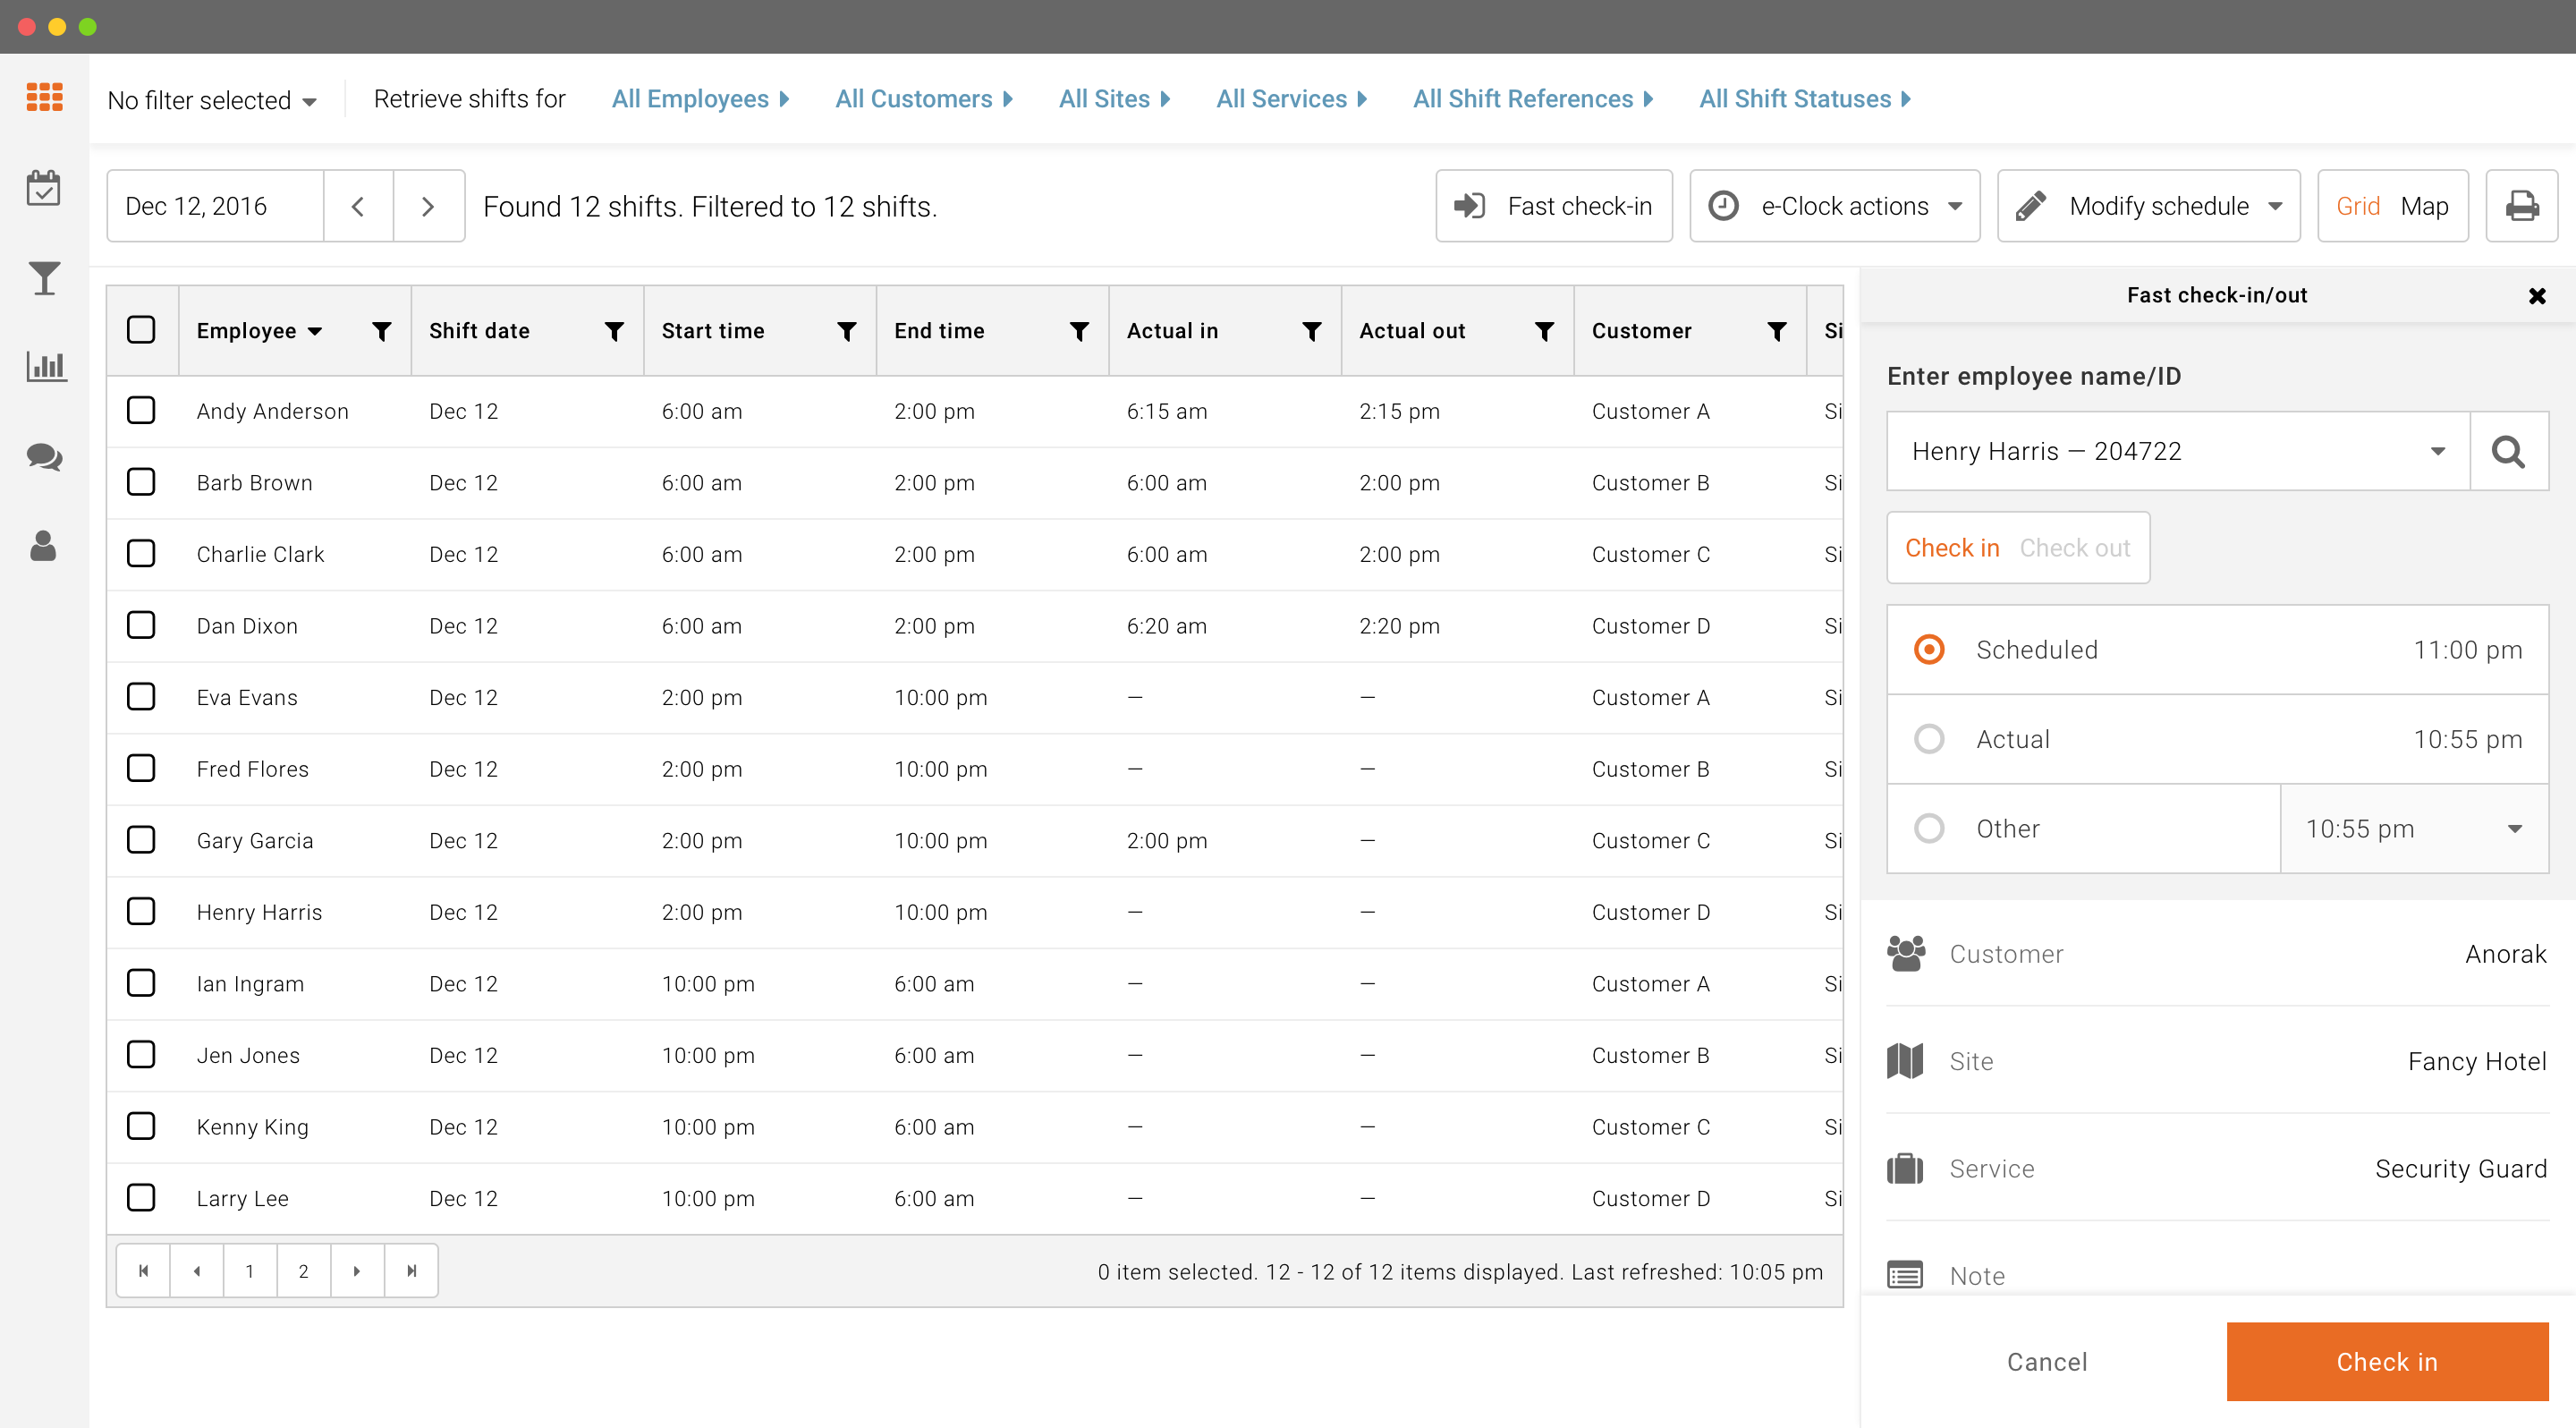 No filter selected
Retrieve shifts for
All Employees
All Customers
All Sites
All Services
All Shift References
All Shift Statuses
Dec 12, 2016
Found 12 shifts. Filtered to 12 shifts.
Fast check-in
e-Clock actions
Modify schedule
Grid Map
Employee Shift date Start time End time Actual in Actual out Customer Si
Andy Anderson Dec 12 6:00 am 2:00 pm 6:15 am 2:15 pm Customer A Si
Barb Brown Dec 12 6:00 am 2:00 pm 6:00 am 2:00 pm Customer B Si
Charlie Clark Dec 12 6:00 am 2:00 pm 6:00 am 2:00 pm Customer C Si
Dan Dixon Dec 12 6:00 am 2:00 pm 6:20 am 2:20 pm Customer D Si
Eva Evans Dec 12 2:00 pm 10:00 pm — — Customer A Si
Fred Flores Dec 12 2:00 pm 10:00 pm — — Customer B Si
Gary Garcia Dec 12 2:00 pm 10:00 pm 2:00 pm — Customer C Si
Henry Harris Dec 12 2:00 pm 10:00 pm — — Customer D Si
Ian Ingram Dec 12 10:00 pm 6:00 am — — Customer A Si
Jen Jones Dec 12 10:00 pm 6:00 am — — Customer B Si
Kenny King Dec 12 10:00 pm 6:00 am — — Customer C Si
Larry Lee Dec 12 10:00 pm 6:00 am — — Customer D Si
1 2
0 item selected. 12 - 12 of 12 items displayed. Last refreshed: 10:05 pm
Fast check-in/out
Enter employee name/ID
Henry Harris — 204722
Check in Check out
Scheduled 11:00 pm
Actual 10:55 pm
Other 10:55 pm
Customer Anorak
Site Fancy Hotel
Service Security Guard
Note
Cancel Check in